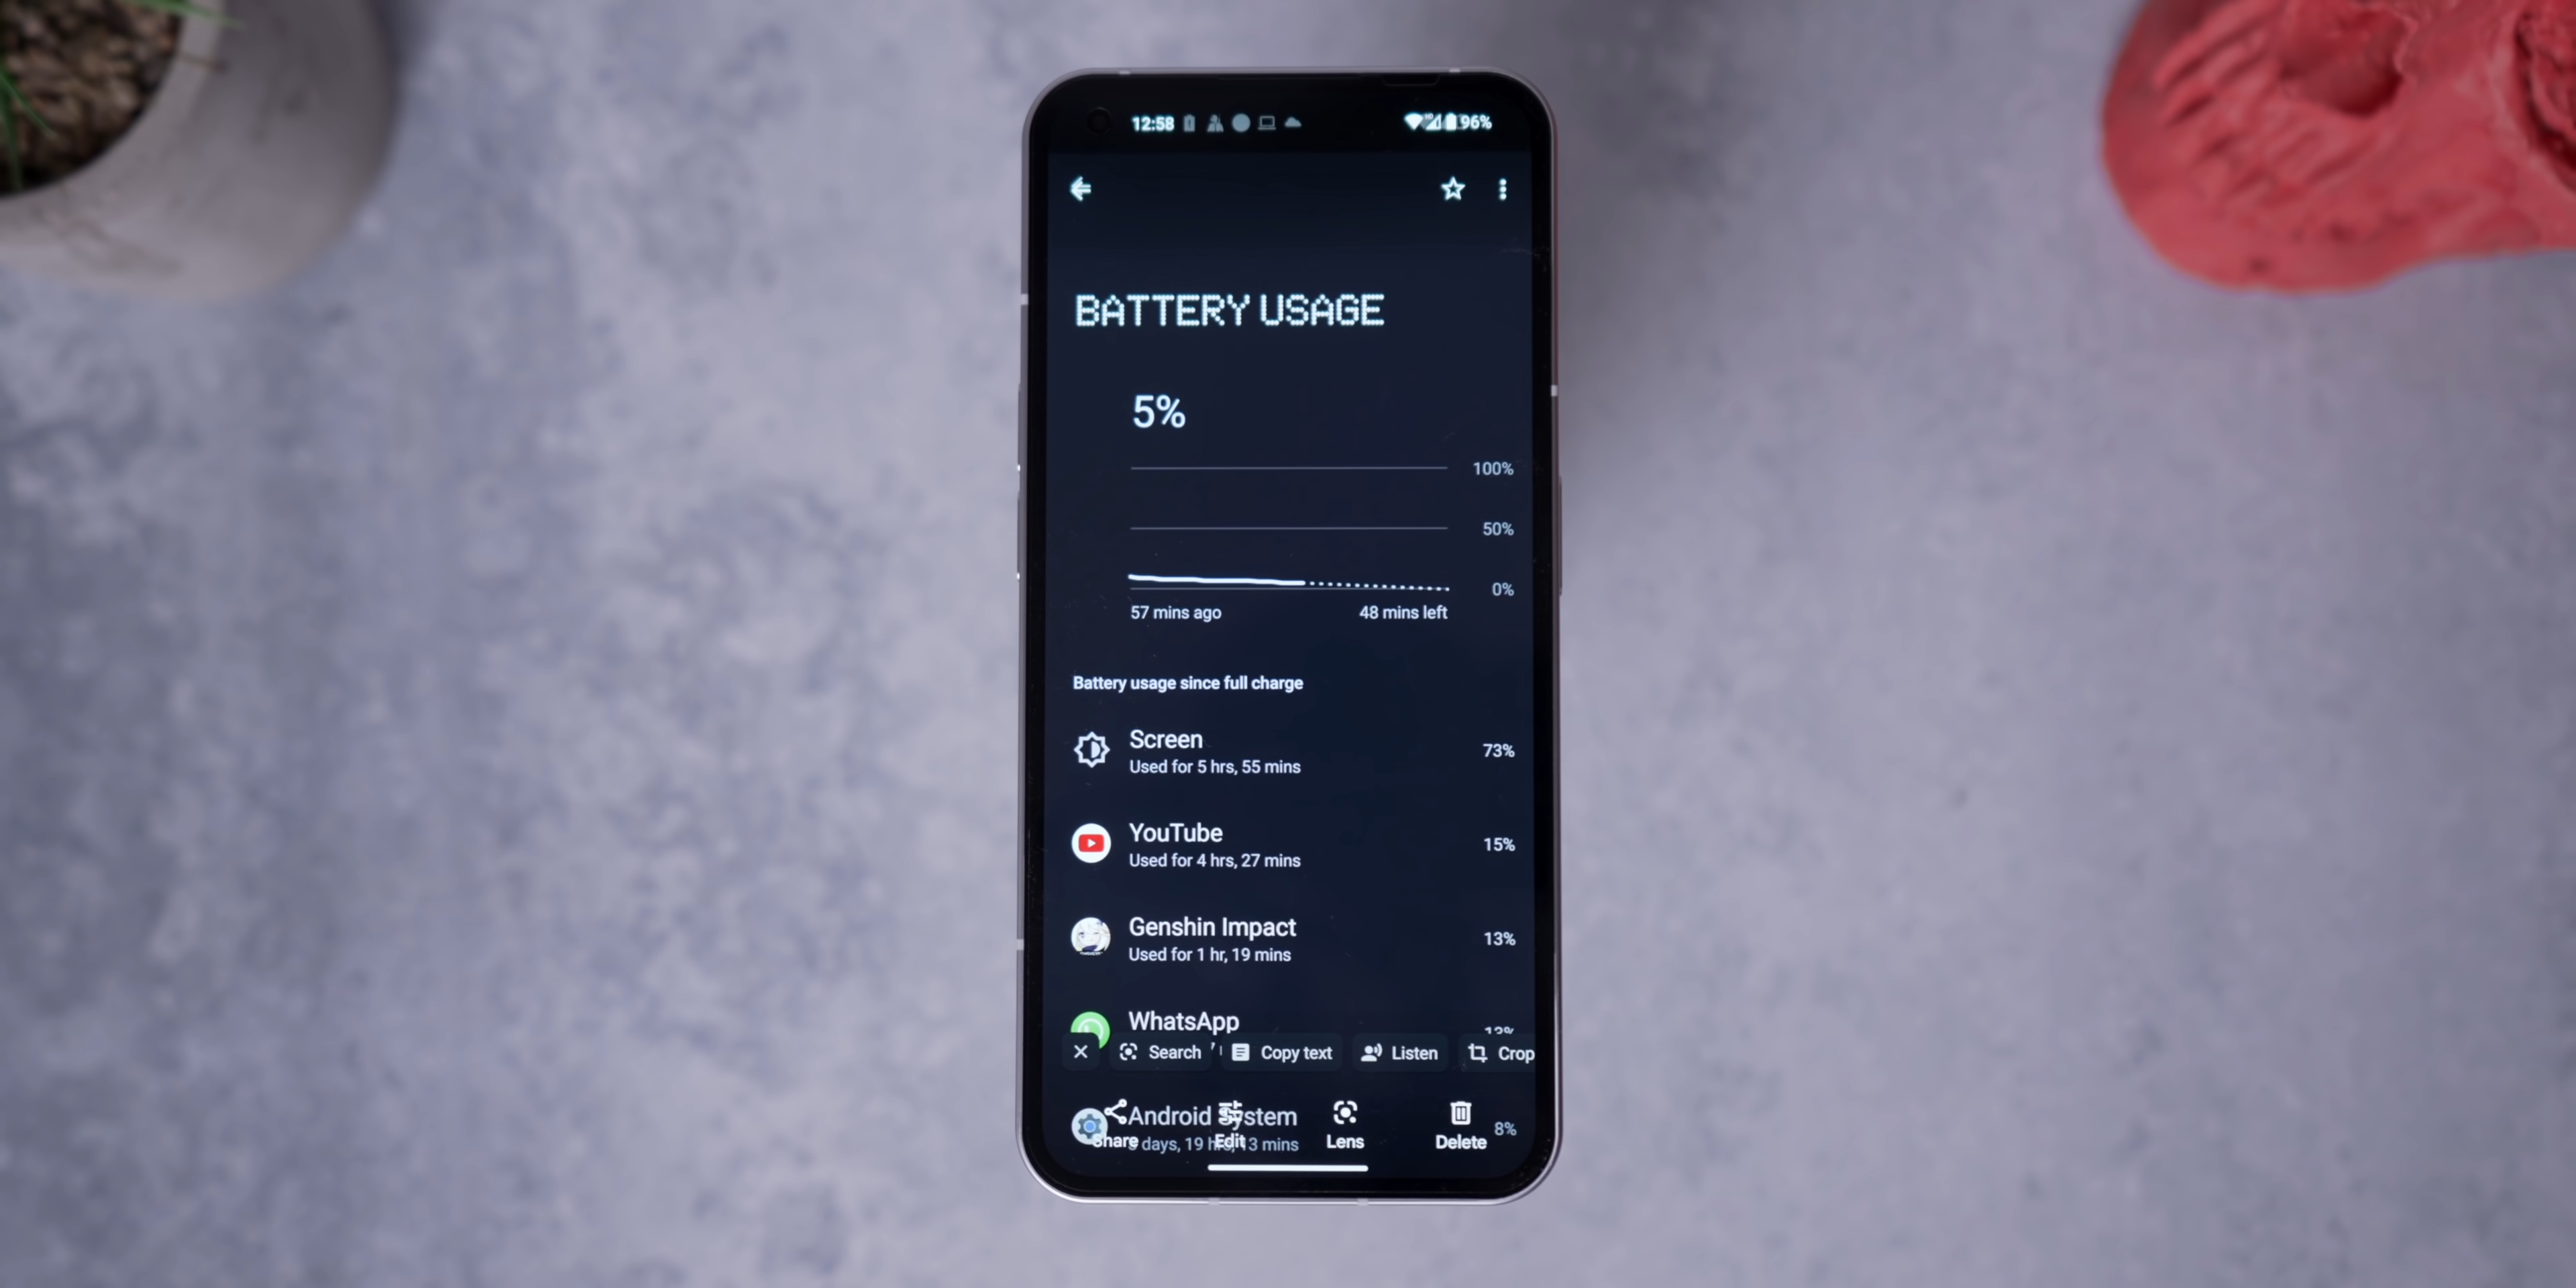 12:58 96%
BATTERY USAGE
5%
100%
50%
0%
57 mins ago 48 mins left
Battery usage since full charge
Screen
Used for 5 hrs, 55 mins
73%
YouTube
Used for 4 hrs, 27 mins
15%
Genshin Impact
Used for 1 hr, 19 mins
13%
WhatsApp
Search Copy text Listen Crop
Android System
days, 19 hrs, 13 mins
8%
Share Edit Lens Delete